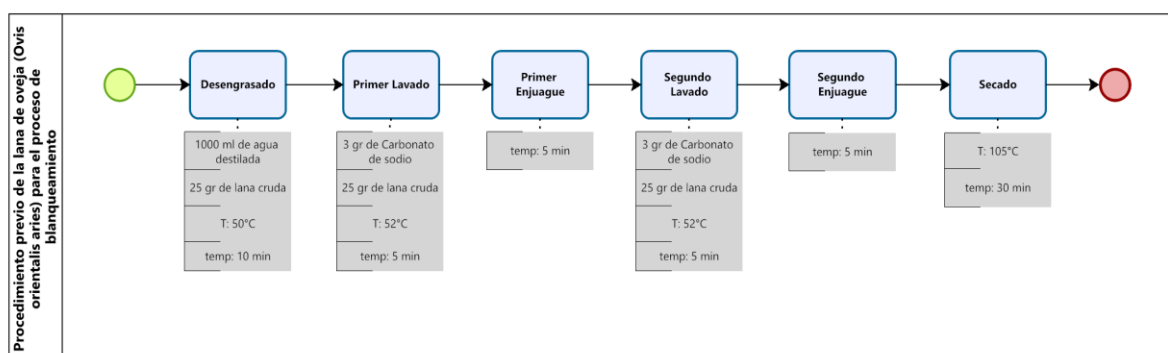 Procedimiento previo de la lana de oveja (Ovis
orientalis aries) para el proceso de
blanqueamiento
Desengrasado
1000 ml de agua
destilada
25 gr de lana cruda
T: 50°C
temp: 10 min
Primer Lavado
3 gr de Carbonato
de sodio
25 gr de lana cruda
T: 52°C
temp: 5 min
Primer
Enjuague
temp: 5 min
Segundo
Lavado
3 gr de Carbonato
de sodio
25 gr de lana cruda
T: 52°C
temp: 5 min
Segundo
Enjuague
temp: 5 min
Secado
T: 105°C
temp: 30 min